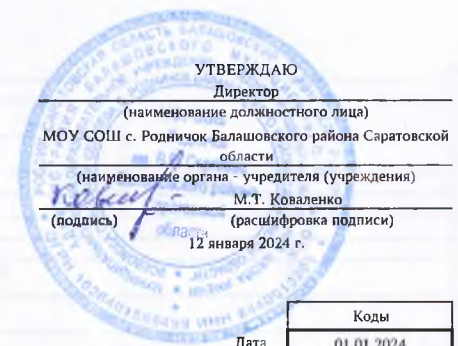 УТВЕРЖДАЮ
Директор
(наименование должностного лица)
МОУ СОШ с. Родничок Балашовского района Саратовской
области
(наименование органа - учредителя (учреждения)
М.Т. Коваленко
(подпись) (расшифровка подписи)
12 января 2024 г.
Коды
Дата 01.01.2024